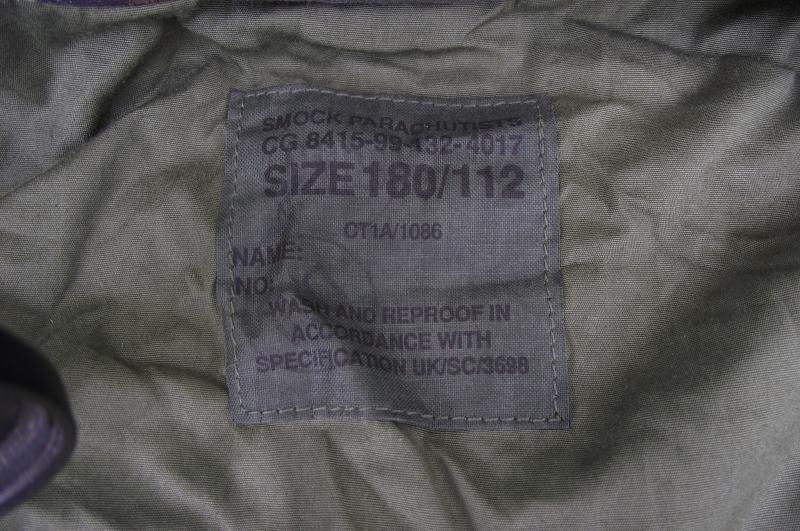 SMOCK PARACHUTISTS
CG 8415-99-132-4017
SIZE 180/112
CT1A/1086
NAME:
NO:
WASH AND REPROOF IN
ACCORDANCE WITH
SPECIFICATION UK/SC/3698